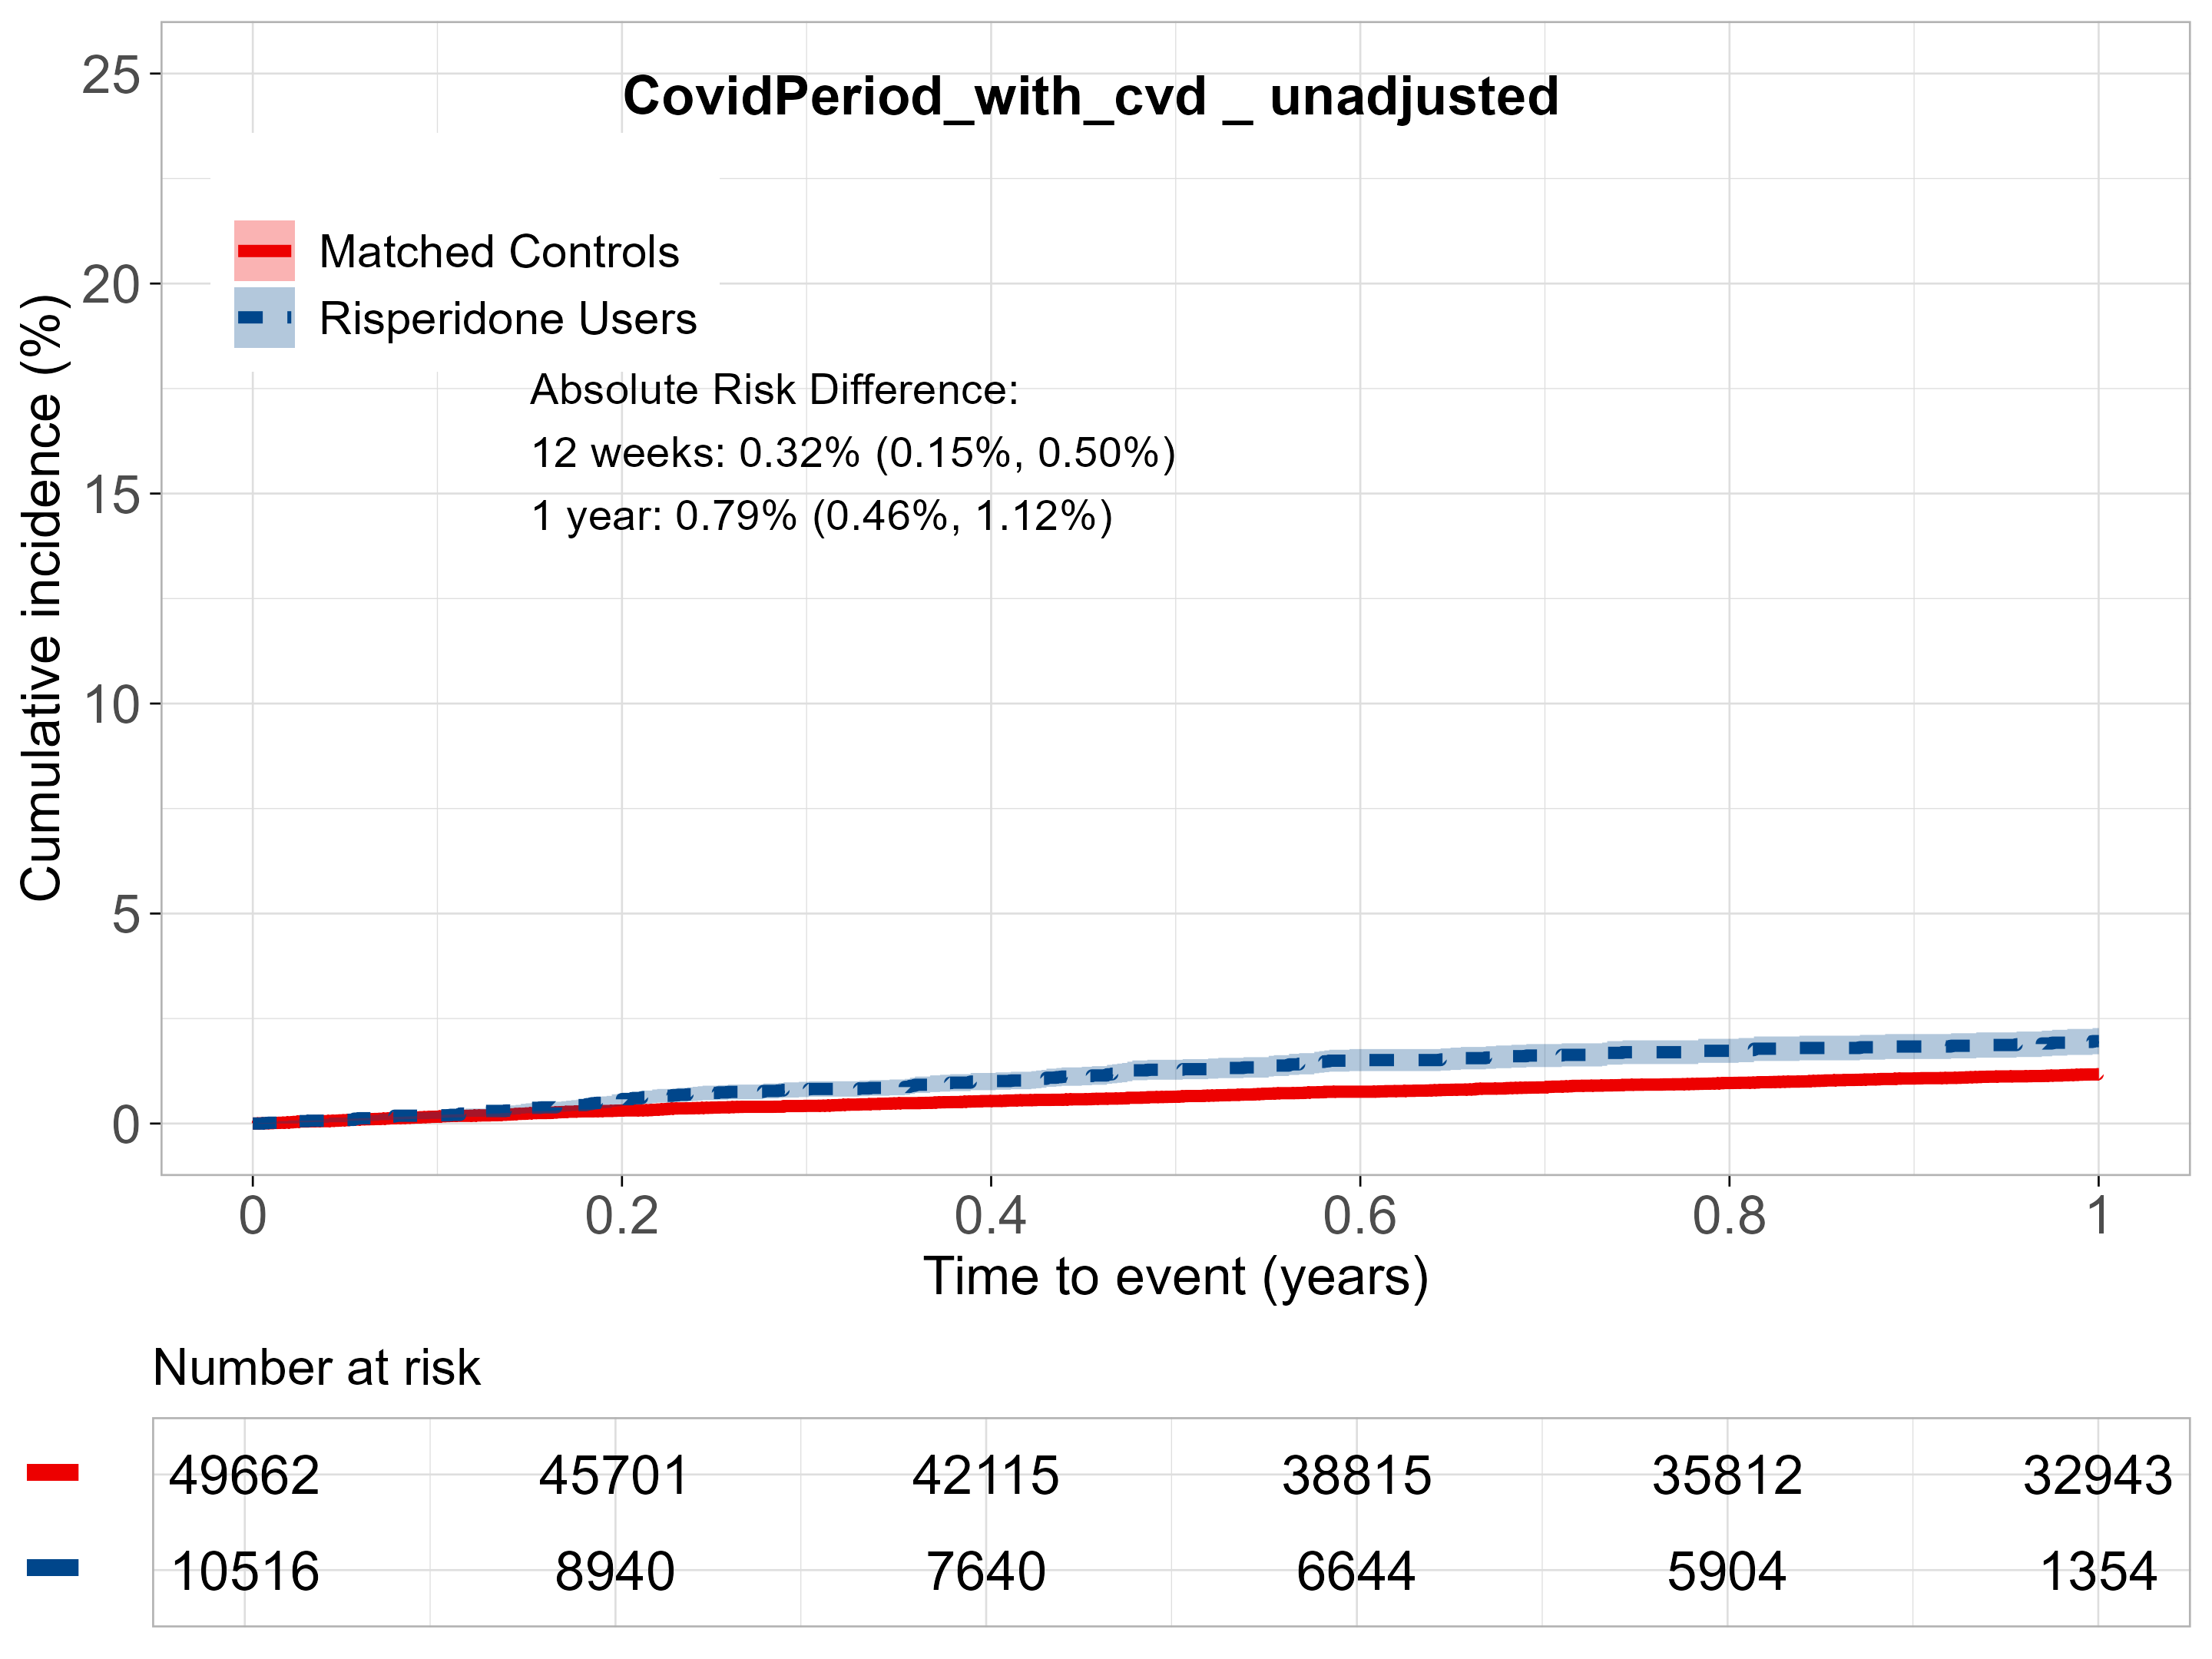 CovidPeriod_with_cvd _ unadjusted
Matched Controls
Risperidone Users
Absolute Risk Difference:
12 weeks: 0.32% (0.15%, 0.50%)
1 year: 0.79% (0.46%, 1.12%)
Cumulative incidence (%)
25
20
15
10
5
0
0 0.2 0.4 0.6 0.8 1
Time to event (years)
Number at risk
49662 45701 42115 38815 35812 32943
10516 8940 7640 6644 5904 1354